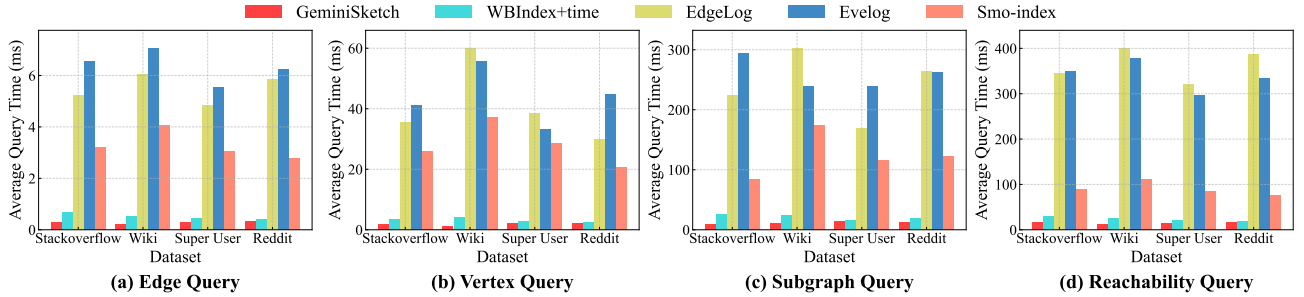 GeminiSketch WBIndex+time EdgeLog Evelog Smo-index
Average Query Time (ms)
6
4
2
0
Stackoverflow Wiki Super User Reddit
Dataset
(a) Edge Query
Average Query Time (ms)
60
40
20
0
Stackoverflow Wiki Super User Reddit
Dataset
(b) Vertex Query
Average Query Time (ms)
300
200
100
0
Stackoverflow Wiki Super User Reddit
Dataset
(c) Subgraph Query
Average Query Time (ms)
400
300
200
100
0
Stackoverflow Wiki Super User Reddit
Dataset
(d) Reachability Query